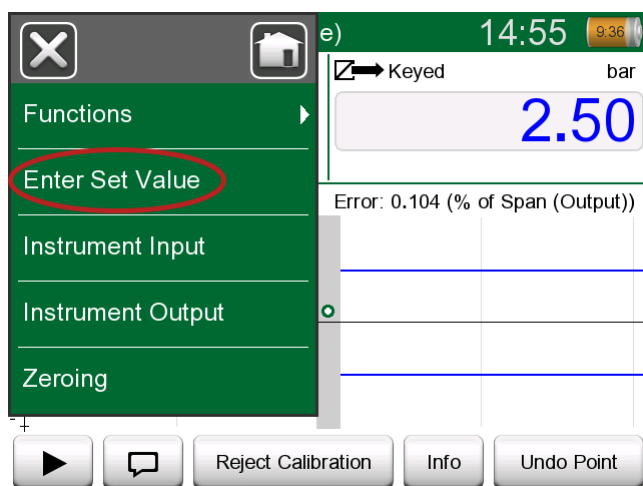 e)
14:55
9:36
Keyed
bar
2.50
Error: 0.104 (% of Span (Output))
Functions
Enter Set Value
Instrument Input
Instrument Output
Zeroing
Reject Calibration
Info
Undo Point